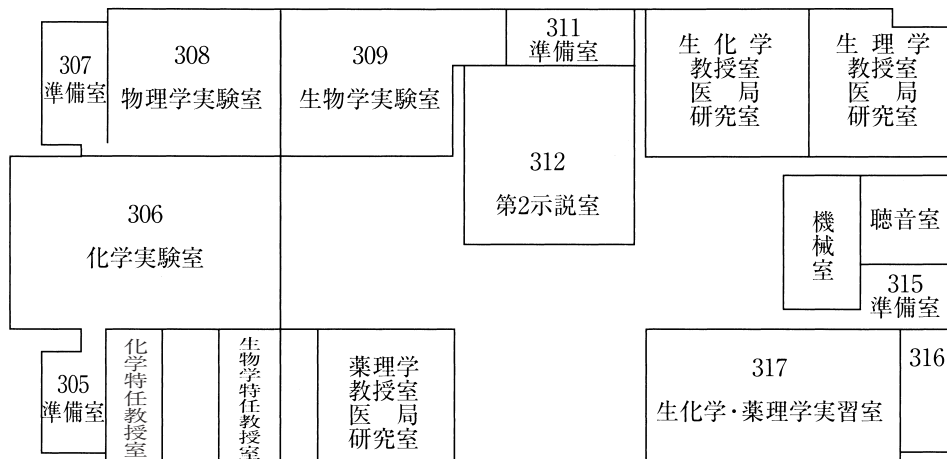 307
準備室
308
物理学実験室
309
生物学実験室
311
準備室
生化学
教授室
医局
研究室
生理学
教授室
医局
研究室
306
化学実験室
312
第2示説室
機械室
聴音室
315
準備室
305
準備室
化学特任教授室
生物学特任教授室
薬理学
教授室
医局
研究室
317
生化学・薬理学実習室
316